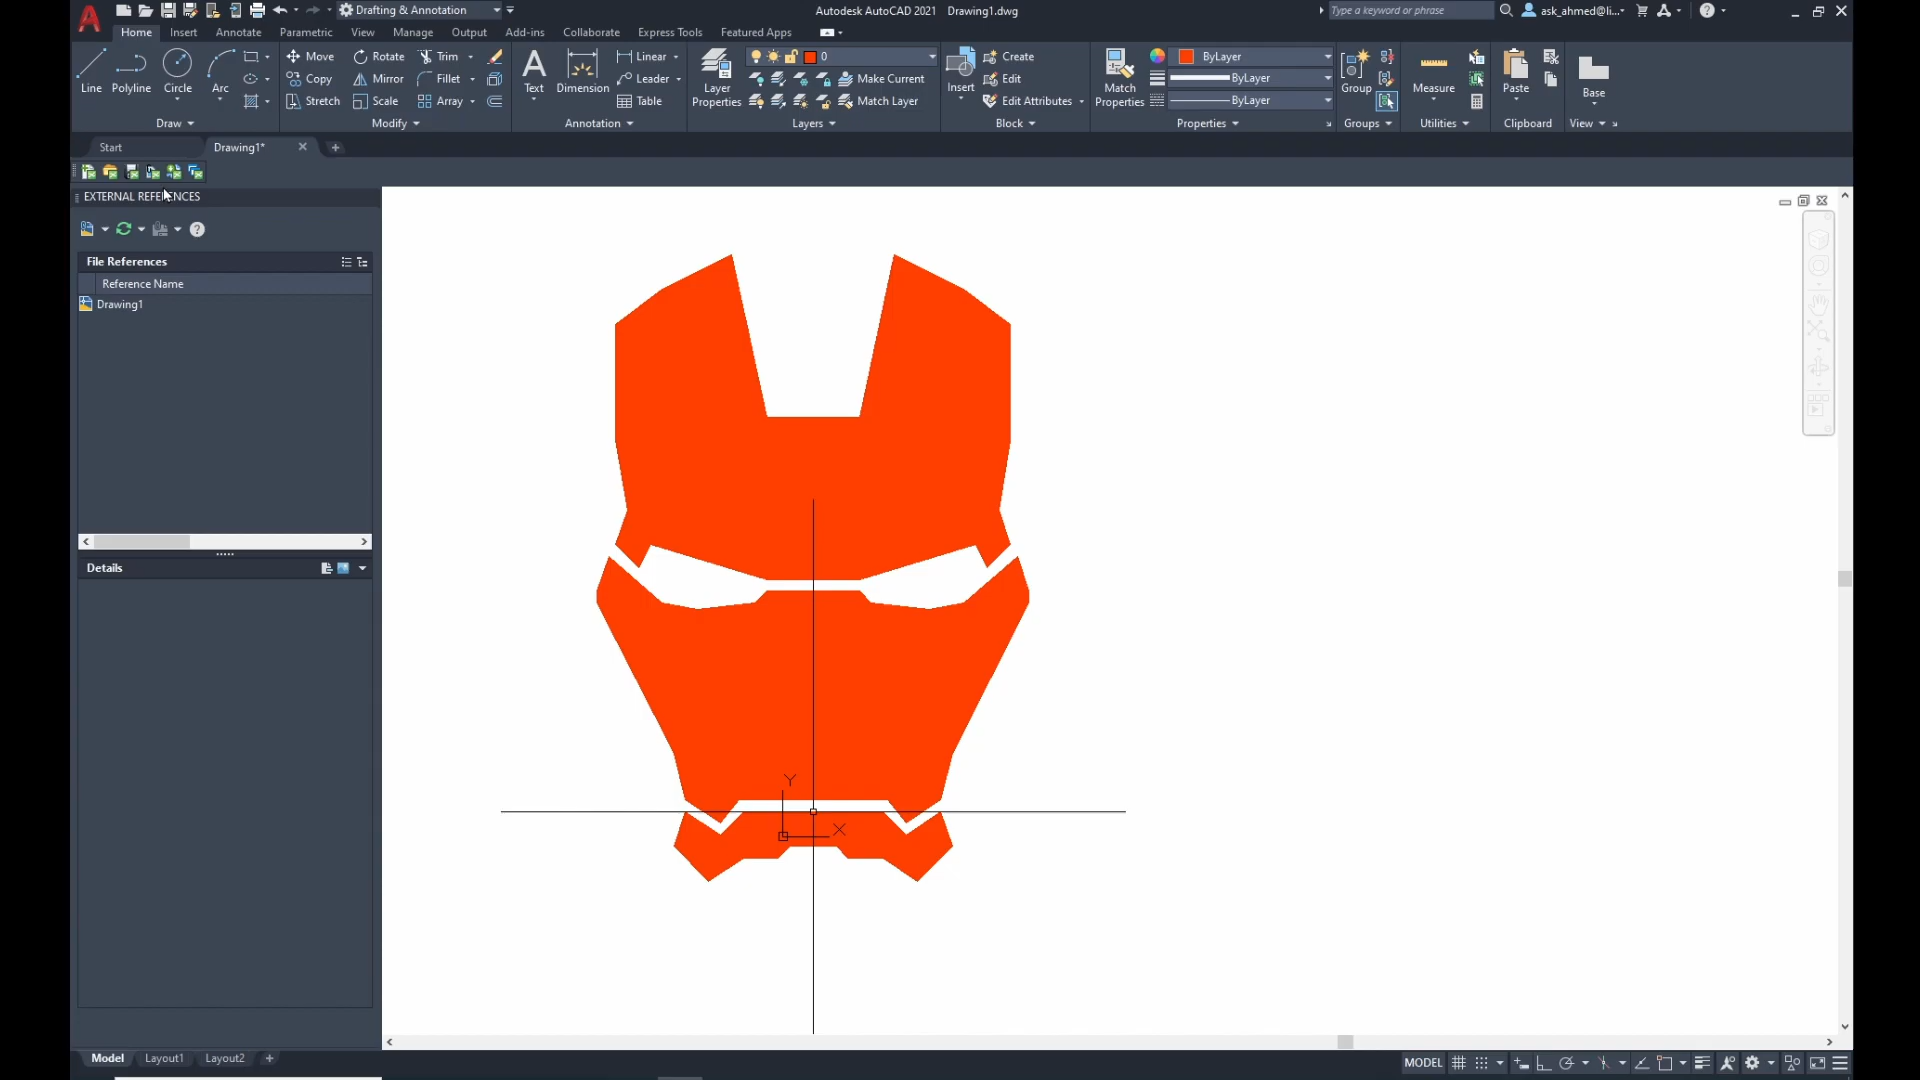 Drafting & Annotation
Autodesk AutoCAD 2021 Drawing1.dwg
Type a keyword or phrase
ask_ahmed@li...
Home Insert Annotate Parametric View Manage Output Add-ins Collaborate Express Tools Featured Apps
Line Polyline Circle Arc
Move Rotate Trim
Copy Mirror Fillet
Stretch Scale Array
Text Dimension
Linear
Leader
Table
Layer Properties
0
Make Current
Match Layer
Insert
Create
Edit
Edit Attributes
Match Properties
ByLayer
ByLayer
ByLayer
Group
Measure
Paste
Base
Draw Modify Annotation Layers Block Properties Groups Utilities Clipboard View
Start Drawing1*
EXTERNAL REFERENCES
File References
Reference Name
Drawing1
Details
Y
X
Model Layout1 Layout2
MODEL